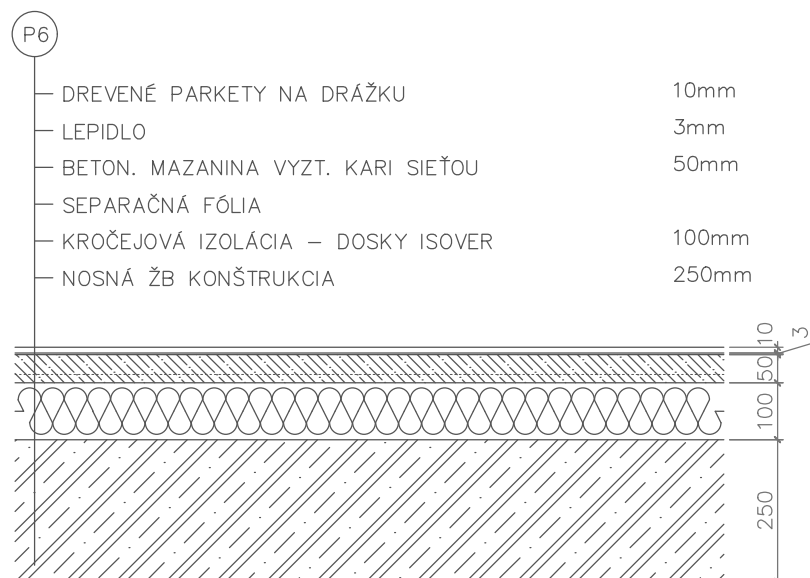 P6
DREVENÉ PARKETY NA DRÁŽKU 10mm
LEPIDLO 3mm
BETON. MAZANINA VYZT. KARI SIEŤOU 50mm
SEPARAČNÁ FÓLIA
KROČEJOVÁ IZOLÁCIA – DOSKY ISOVER 100mm
NOSNÁ ŽB KONŠTRUKCIA 250mm
10
3
50
100
250